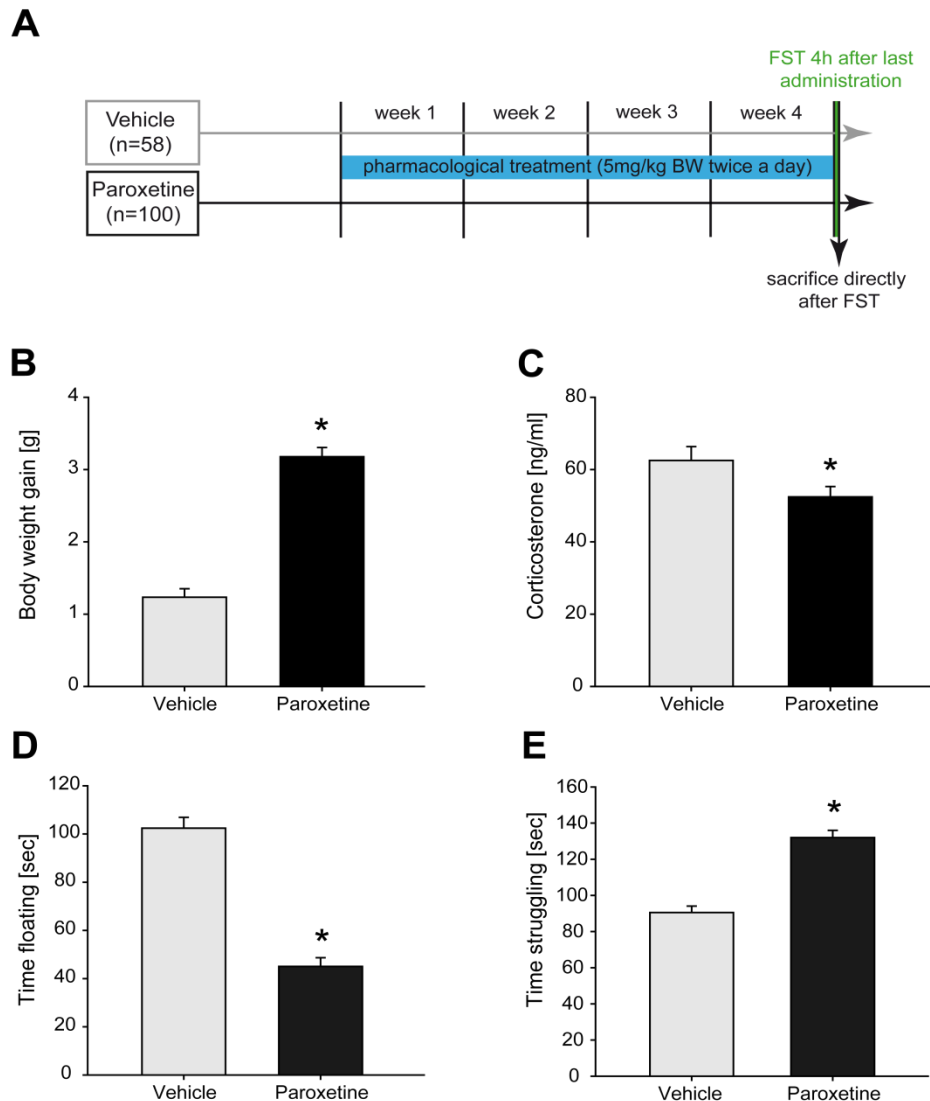 A
FST 4h after last
administration
Vehicle
(n=58)
week 1 week 2 week 3 week 4
pharmacological treatment (5mg/kg BW twice a day)
Paroxetine
(n=100)
sacrifice directly
after FST
B
Body weight gain [g]
4
3
2
1
0
*
Vehicle Paroxetine
C
Corticosterone [ng/ml]
80
60
40
20
0
*
Vehicle Paroxetine
D
Time floating [sec]
120
100
80
60
40
20
0
*
Vehicle Paroxetine
E
Time struggling [sec]
160
140
120
100
80
60
40
20
0
*
Vehicle Paroxetine